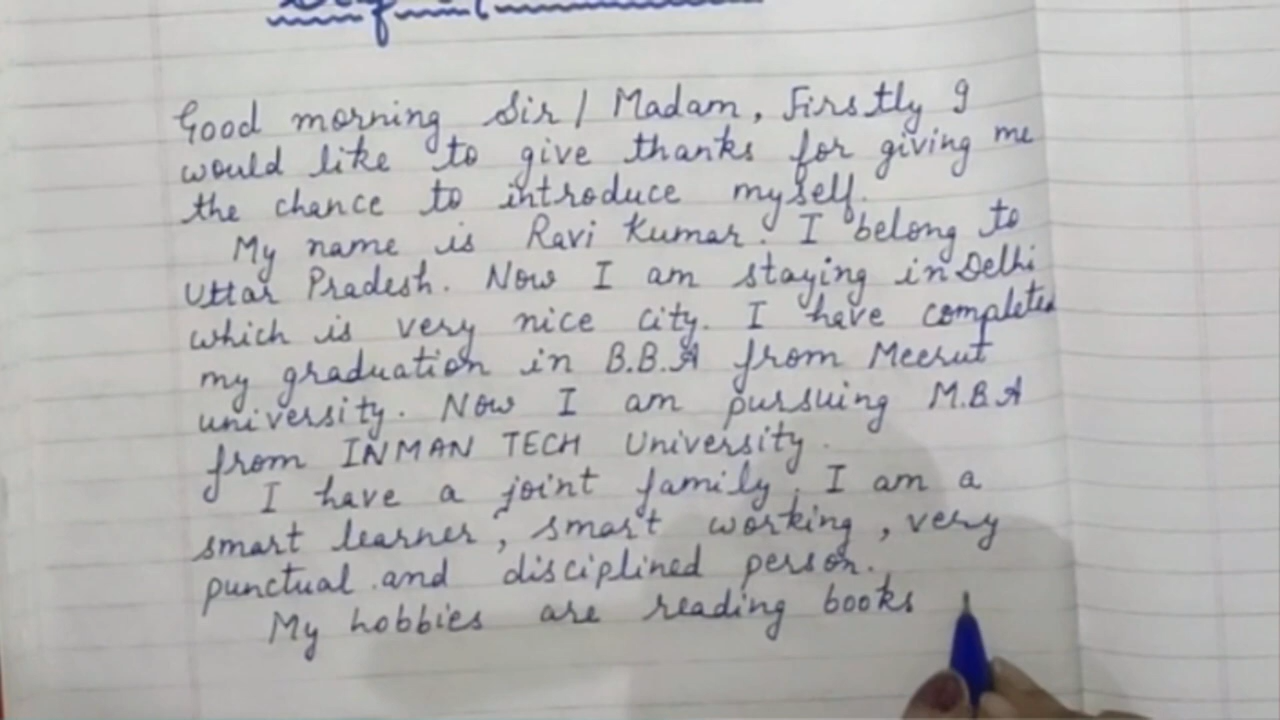 Good morning Sir / Madam, Firstly I
would like to give thanks for giving me
the chance to introduce myself.
My name is Ravi Kumar. I belong to
Uttar Pradesh. Now I am staying in Delhi
which is very nice city. I have completed
my graduation in B.B.A from Meerut
university. Now I am pursuing M.B.A
from INMAN TECH University.
I have a joint family. I am a
smart learner, smart working, very
punctual and disciplined person.
My hobbies are reading books